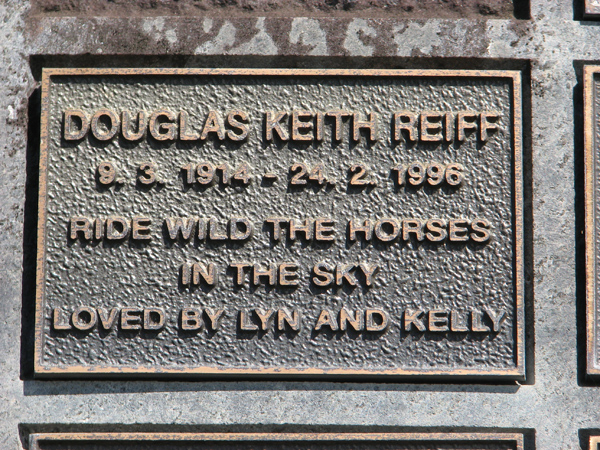 DOUGLAS KEITH REIFF
9. 3. 1914 - 24. 2. 1996
RIDE WILD THE HORSES
IN THE SKY
LOVED BY LYN AND KELLY